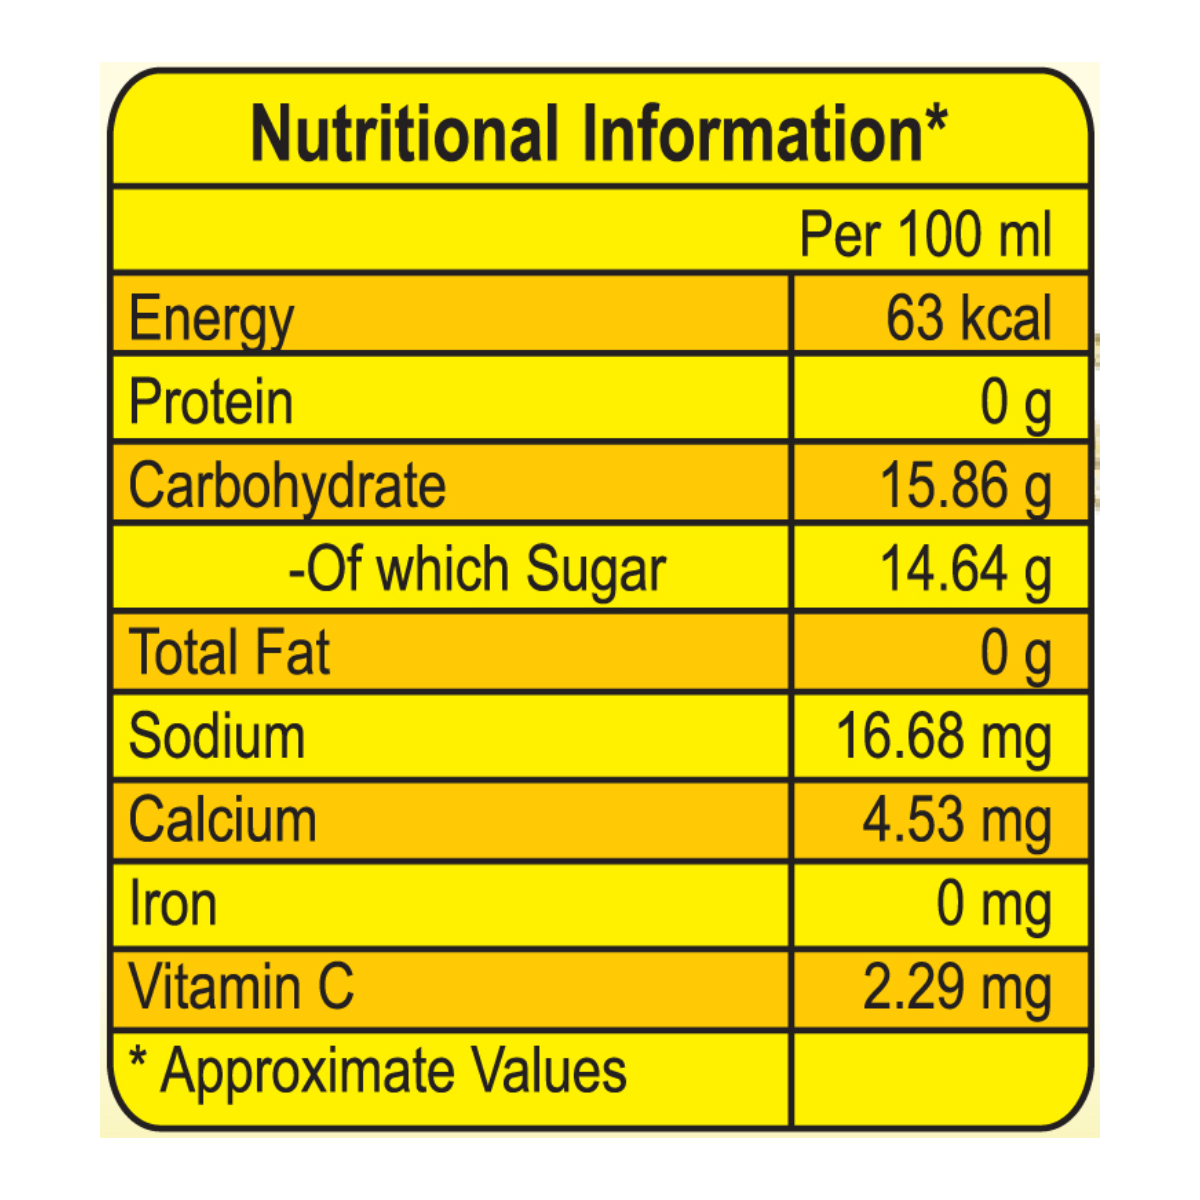 Nutritional Information*
Per 100 ml
Energy 63 kcal
Protein 0 g
Carbohydrate 15.86 g
-Of which Sugar 14.64 g
Total Fat 0 g
Sodium 16.68 mg
Calcium 4.53 mg
Iron 0 mg
Vitamin C 2.29 mg
* Approximate Values